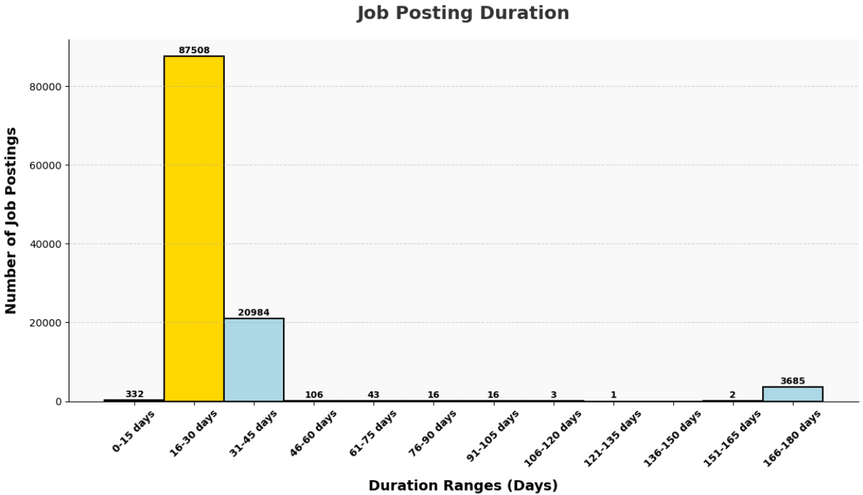 Job Posting Duration
Number of Job Postings
80000
60000
40000
20000
0
332
87508
20984
106
43
16
16
3
1
2
3685
0-15 days
16-30 days
31-45 days
46-60 days
61-75 days
76-90 days
91-105 days
106-120 days
121-135 days
136-150 days
151-165 days
166-180 days
Duration Ranges (Days)